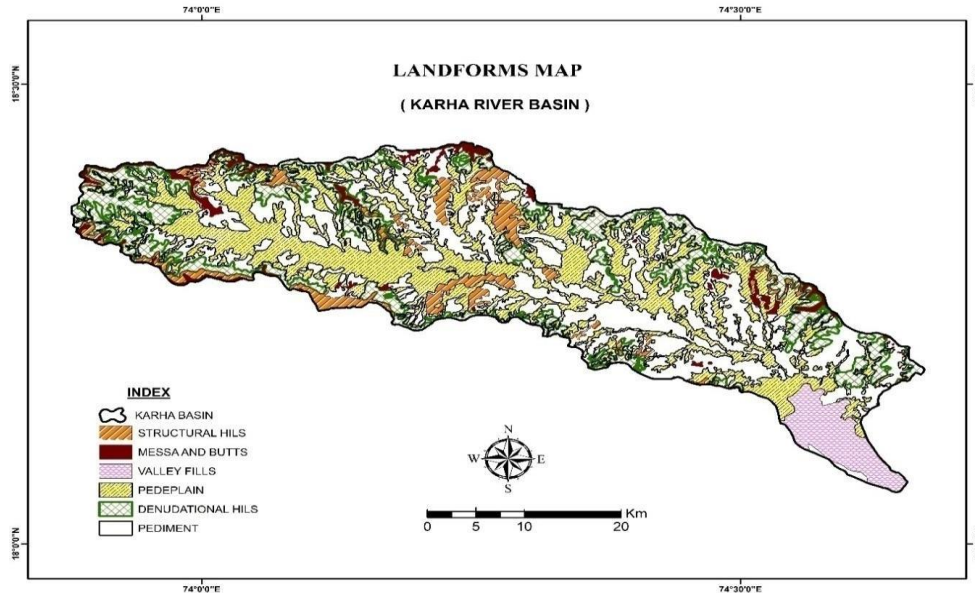 74°0'0"E 74°30'0"E
18°30'0"N
LANDFORMS MAP
( KARHA RIVER BASIN )
INDEX
KARHA BASIN
STRUCTURAL HILS
MESSA AND BUTTS
VALLEY FILLS
PEDEPLAIN
DENUDATIONAL HILS
PEDIMENT
N
W E
S
Km
0 5 10 20
18°0'0"N
74°0'0"E 74°30'0"E